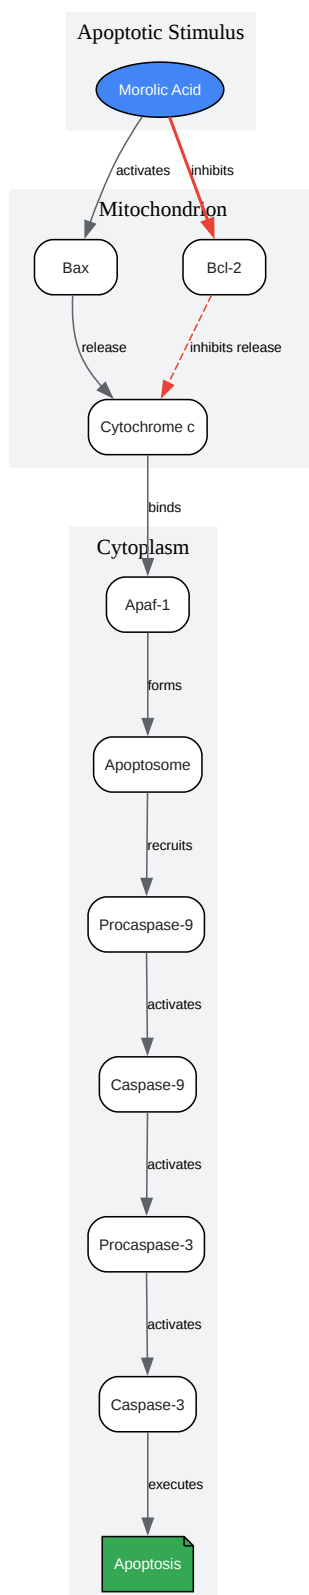 Apoptotic Stimulus
Morolic Acid
activates
inhibits
Mitochondrion
Bax
Bcl-2
release
inhibits release
Cytochrome c
binds
Cytoplasm
Apaf-1
forms
Apoptosome
recruits
Procaspase-9
activates
Caspase-9
activates
Procaspase-3
activates
Caspase-3
executes
Apoptosis